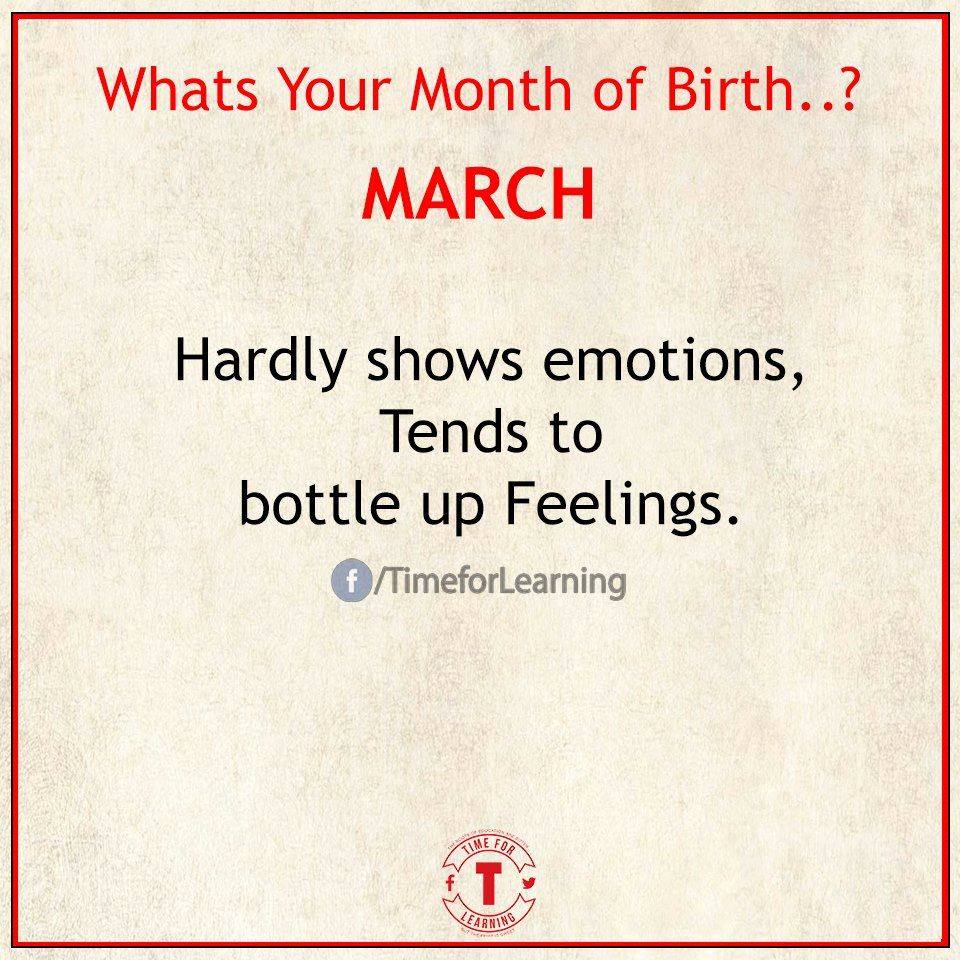 Whats Your Month of Birth..?
MARCH
Hardly shows emotions,
Tends to
bottle up Feelings.
f/TimeforLearning
TIME FOR
T
LEARNING